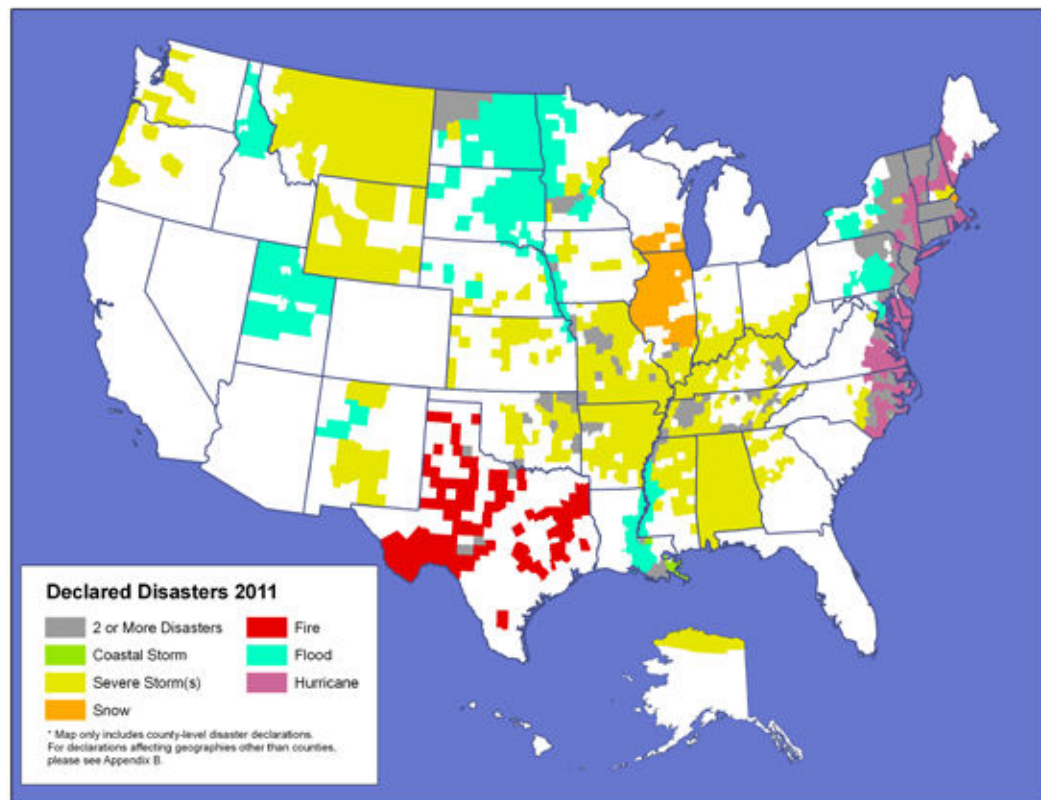 Declared Disasters 2011
2 or More Disasters
Fire
Coastal Storm
Flood
Severe Storm(s)
Hurricane
Snow
* Map only includes county-level disaster declarations.
For declarations affecting geographies other than counties,
please see Appendix B.